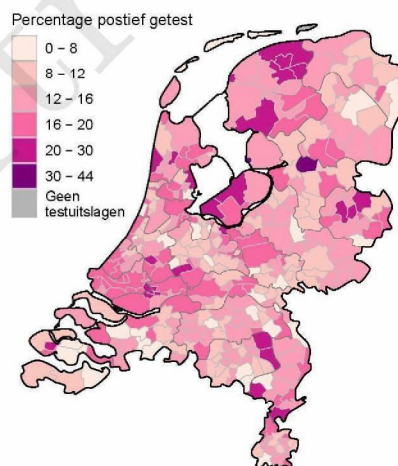 Percentage postief getest
0 – 8
8 – 12
12 – 16
16 – 20
20 – 30
30 – 44
Geen
testuitslagen